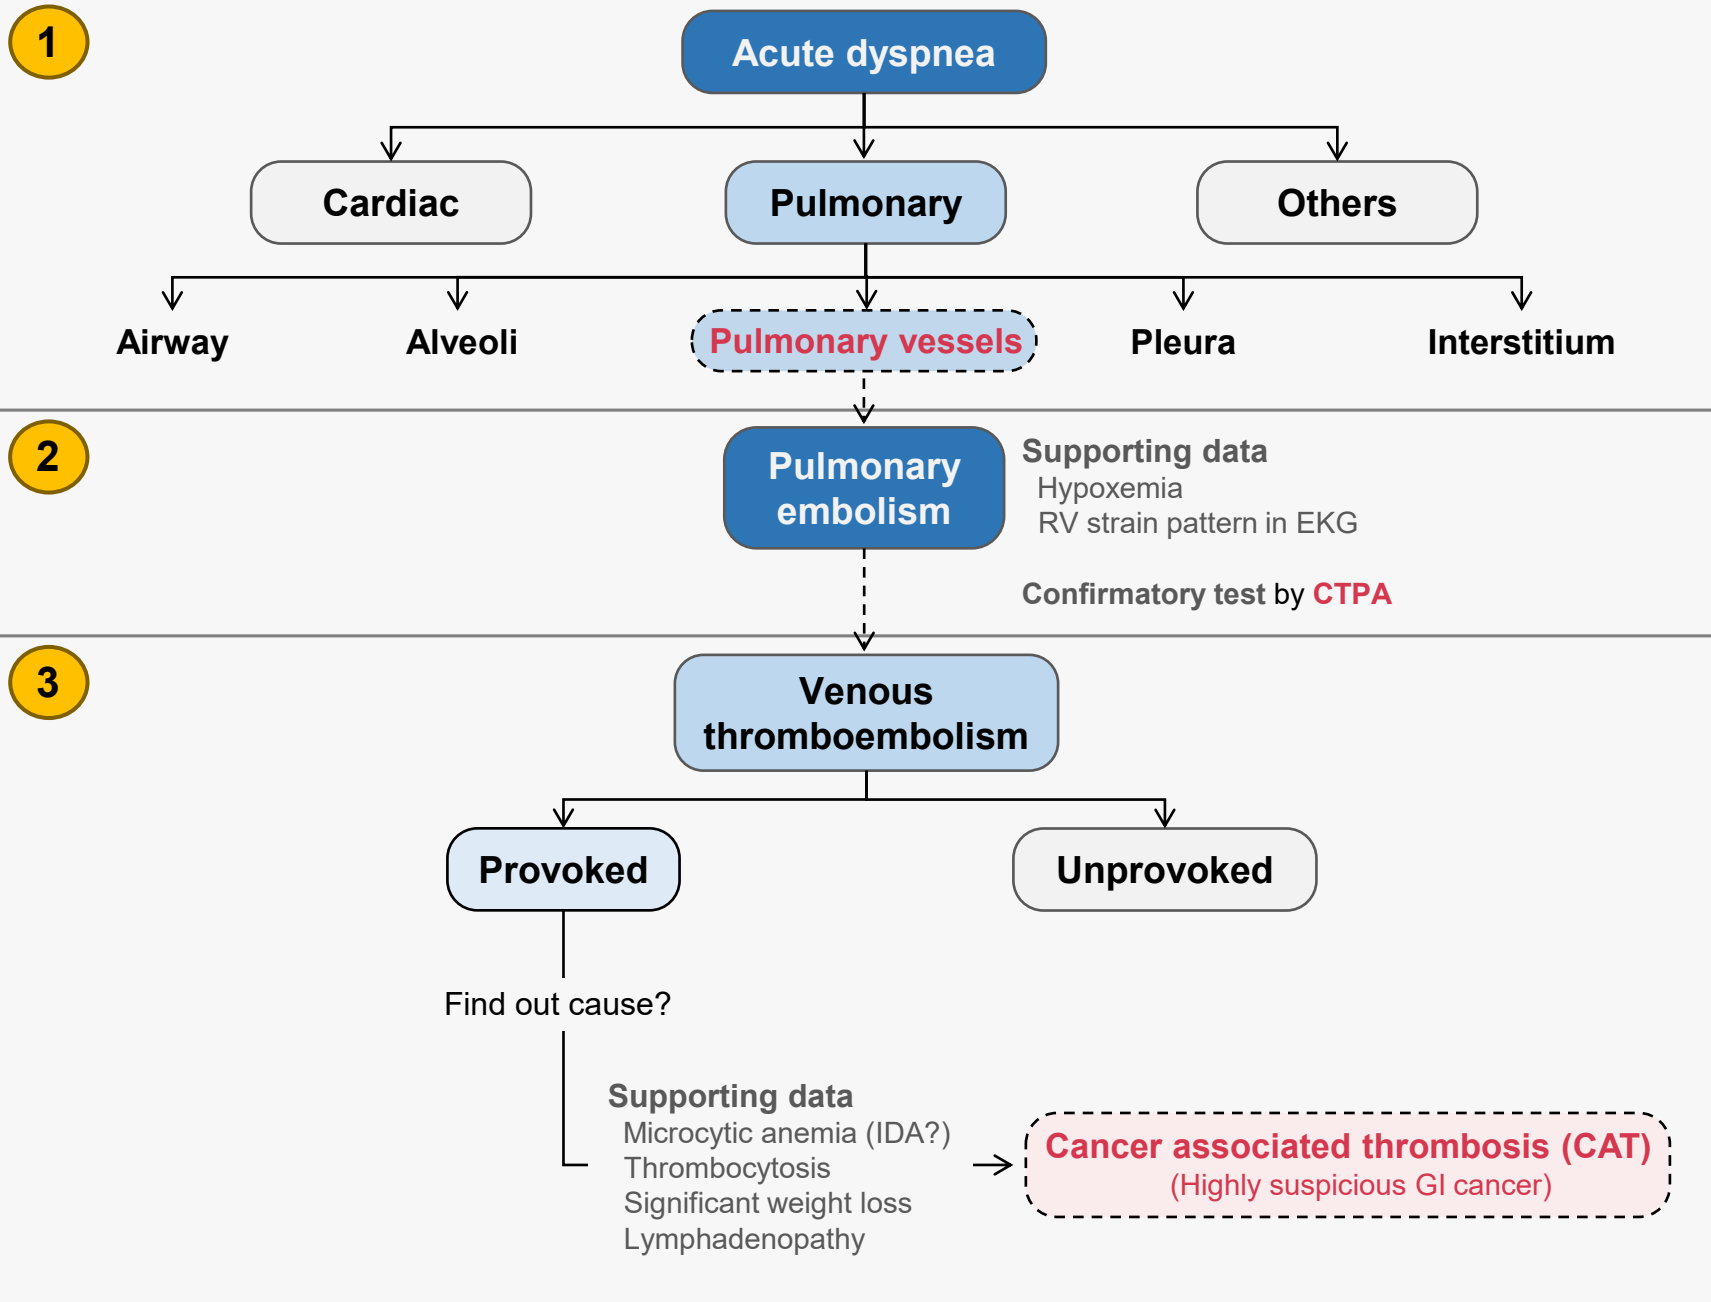 1
Acute dyspnea
Cardiac
Pulmonary
Others
Airway
Alveoli
Pulmonary vessels
Pleura
Interstitium
2
Pulmonary
embolism
Supporting data
Hypoxemia
RV strain pattern in EKG
Confirmatory test by CTPA
3
Venous
thromboembolism
Provoked
Unprovoked
Find out cause?
Supporting data
Microcytic anemia (IDA?)
Thrombocytosis
Significant weight loss
Lymphadenopathy
Cancer associated thrombosis (CAT)
(Highly suspicious GI cancer)